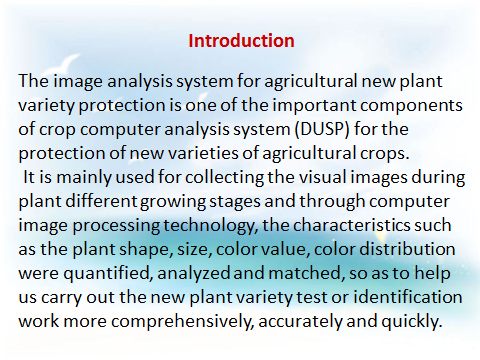 Introduction
The image analysis system for agricultural new plant
variety protection is one of the important components
of crop computer analysis system (DUSP) for the
protection of new varieties of agricultural crops.
It is mainly used for collecting the visual images during
plant different growing stages and through computer
image processing technology, the characteristics such
as the plant shape, size, color value, color distribution
were quantified, analyzed and matched, so as to help
us carry out the new plant variety test or identification
work more comprehensively, accurately and quickly.